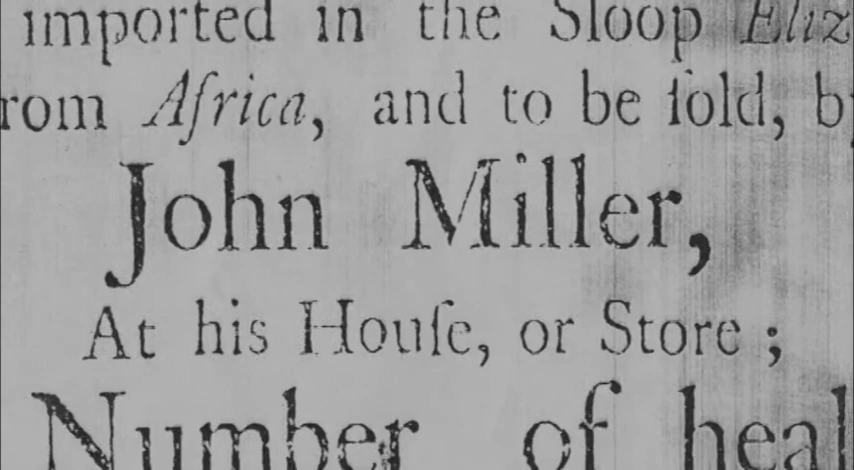 imported in the Sloop Eliz
rom Africa, and to be ſold, by
John Miller,
At his Houſe, or Store ;
Number of heal